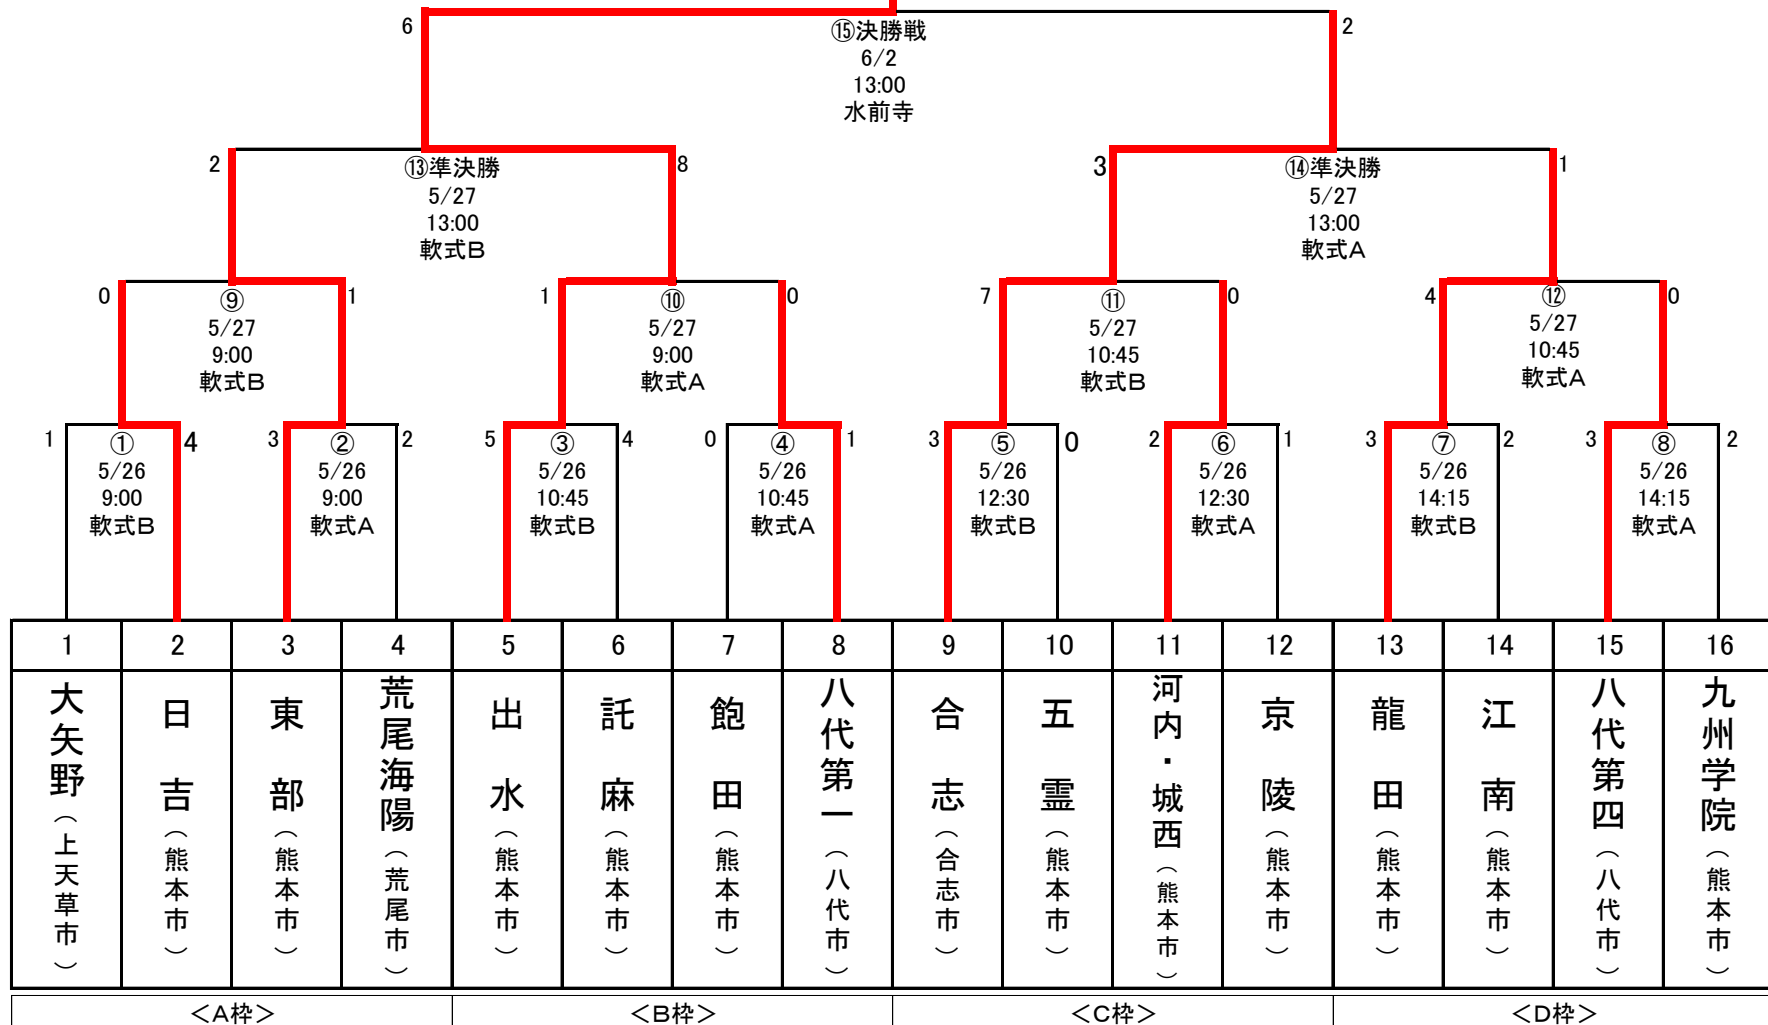 6
⑮決勝戦
6/2
13:00
水前寺
2
2
⑬準決勝
5/27
13:00
軟式B
8
3
⑭準決勝
5/27
13:00
軟式A
1
0
⑨
5/27
9:00
軟式B
1
1
⑩
5/27
9:00
軟式A
0
7
⑪
5/27
10:45
軟式B
0
4
⑫
5/27
10:45
軟式A
0
1
①
5/26
9:00
軟式B
4
3
②
5/26
9:00
軟式A
2
5
③
5/26
10:45
軟式B
4
0
④
5/26
10:45
軟式A
1
3
⑤
5/26
12:30
軟式B
0
2
⑥
5/26
12:30
軟式A
1
3
⑦
5/26
14:15
軟式B
2
3
⑧
5/26
14:15
軟式A
2
1 2 3 4 5 6 7 8 9 10 11 12 13 14 15 16
大矢野(上天草市)
日吉(熊本市)
東部(熊本市)
荒尾海陽(荒尾市)
出水(熊本市)
託麻(熊本市)
飽田(熊本市)
八代第一(八代市)
合志(合志市)
五霊(熊本市)
河内・城西(熊本市)
京陵(熊本市)
龍田(熊本市)
江南(熊本市)
八代第四(八代市)
九州学院(熊本市)
<A枠> <B枠> <C枠> <D枠>